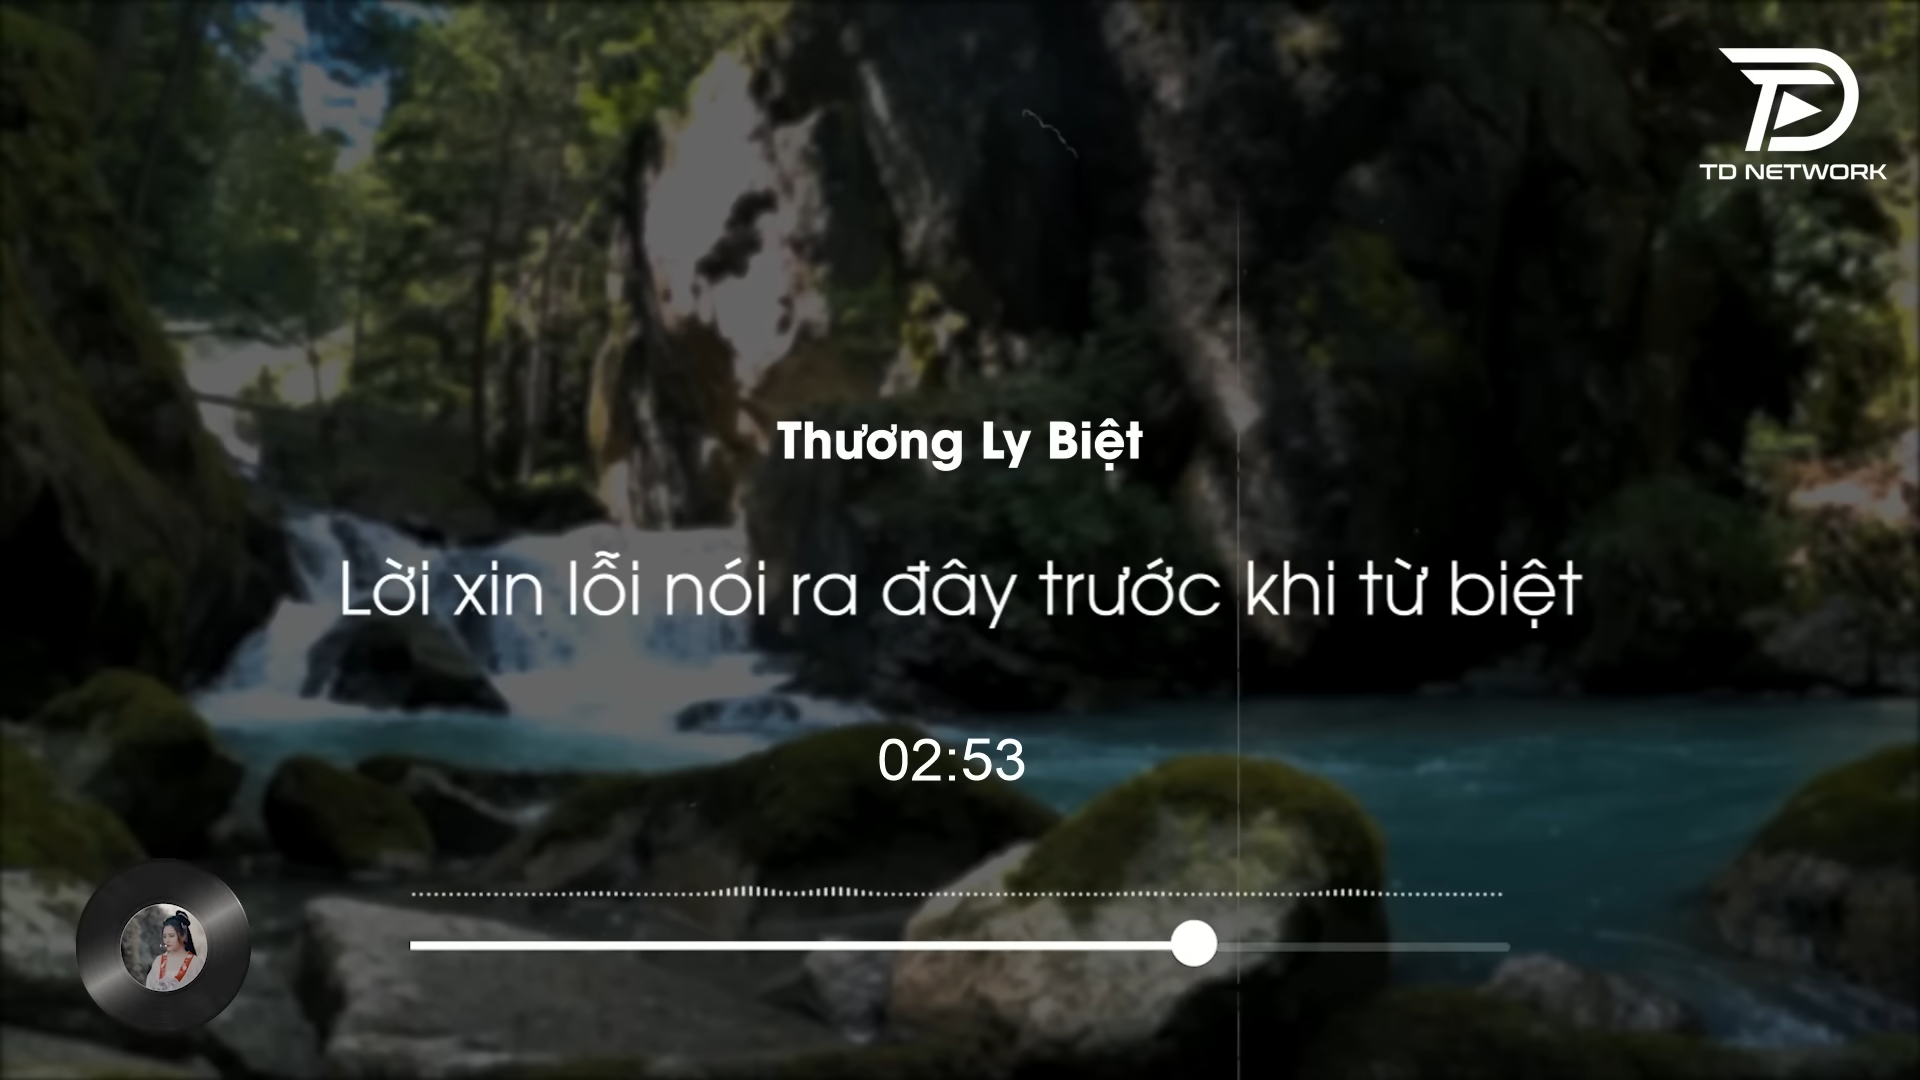 TD NETWORK
Thương Ly Biệt
Lời xin lỗi nói ra đây trước khi từ biệt
02:53